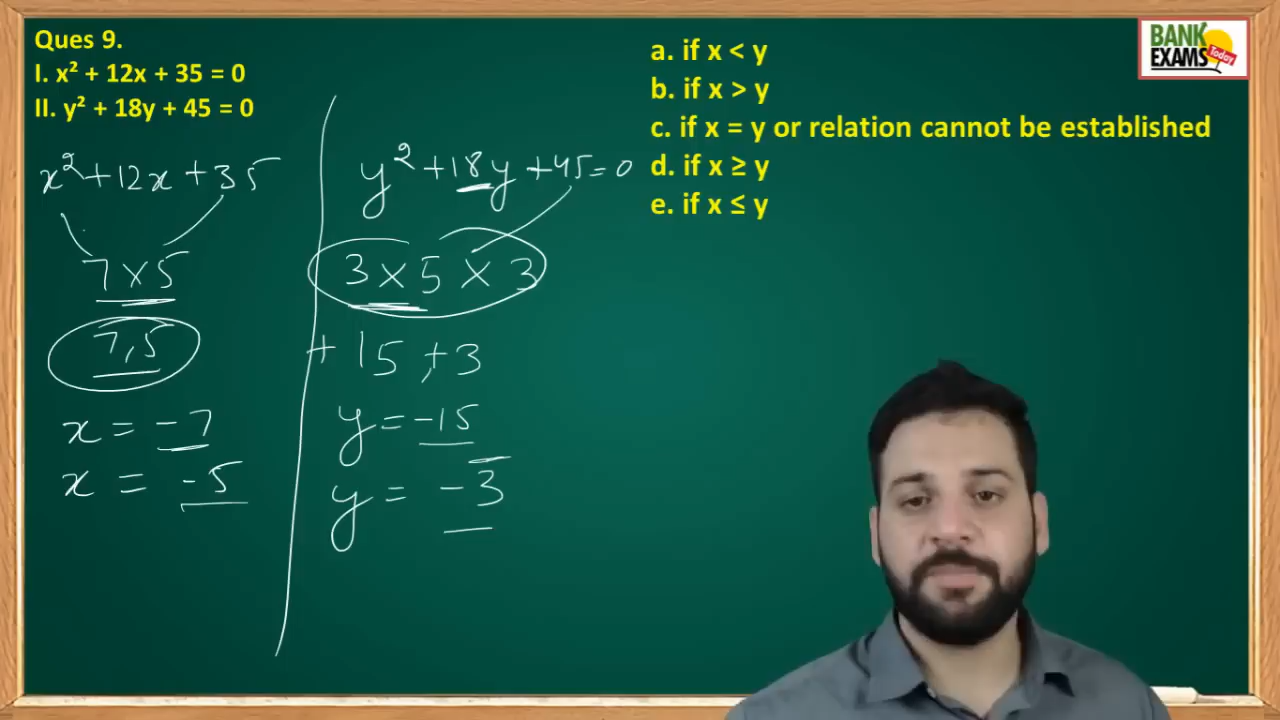 Ques 9.
I. x² + 12x + 35 = 0
II. y² + 18y + 45 = 0
x² + 12x + 35
7 × 5
7, 5
x = -7
x = -5
y² + 18y + 45 = 0
3 × 5 × 3
+ 15, + 3
y = -15
y = -3
a. if x < y
b. if x > y
c. if x = y or relation cannot be established
d. if x ≥ y
e. if x ≤ y
BANK
EXAMS Today